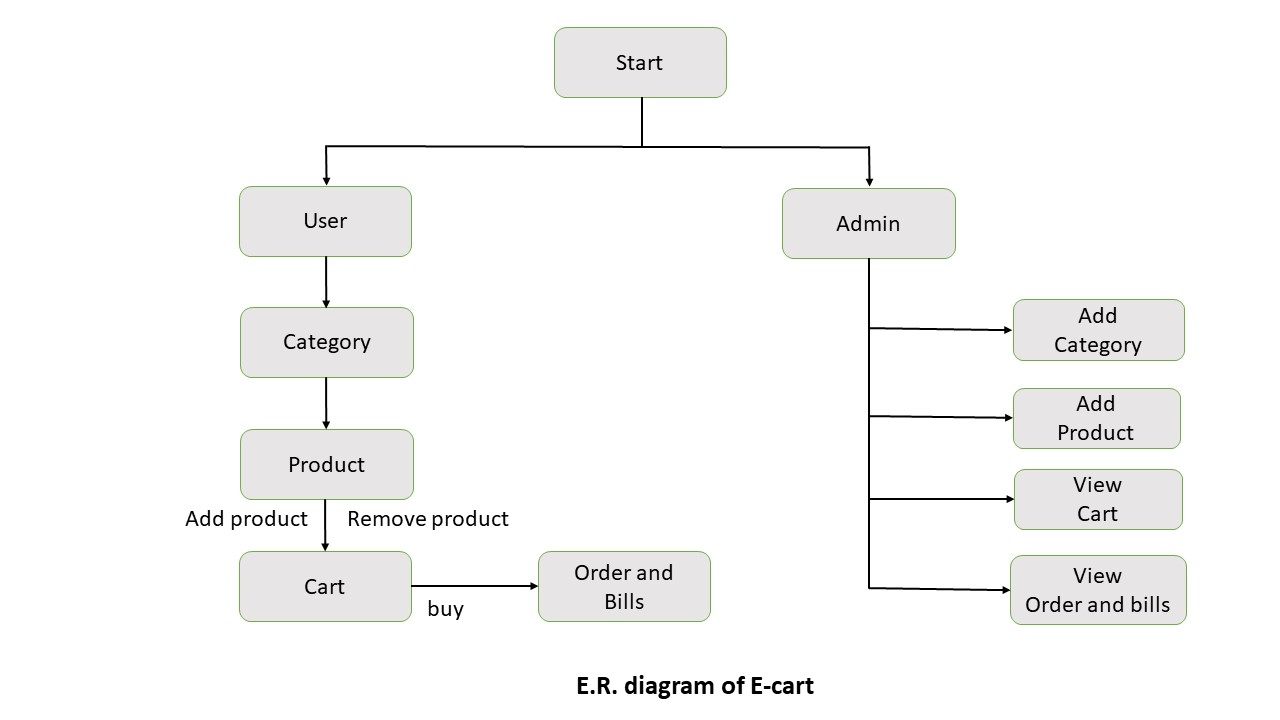 Start
User
Admin
Category
Add
Category
Add
Product
Product
View
Cart
Add product
Remove product
Cart
buy
Order and
Bills
View
Order and bills
E.R. diagram of E-cart